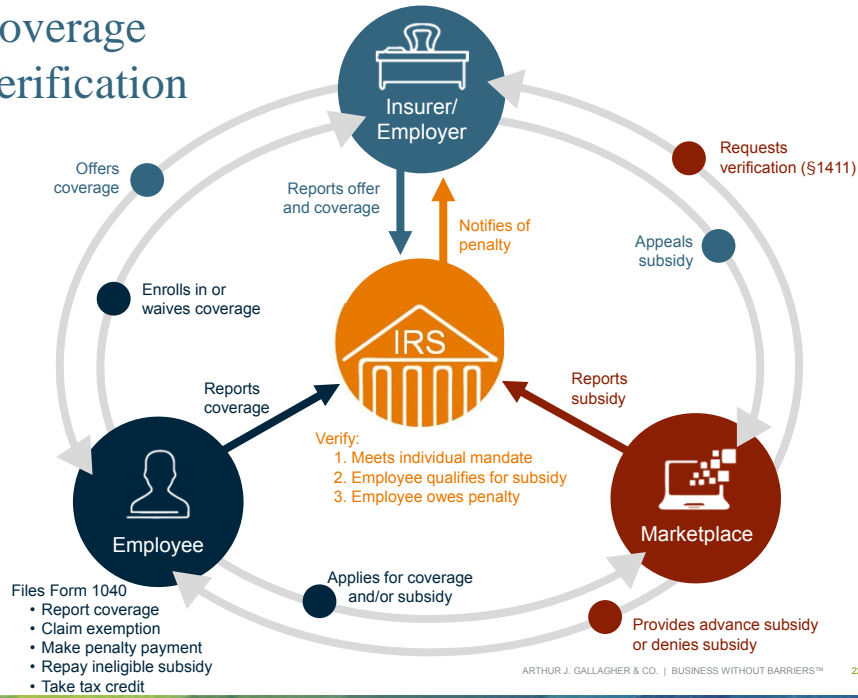 overage
erification
Insurer/
Employer
Offers
coverage
Requests
verification (§1411)
Reports offer
and coverage
Notifies of
penalty
Appeals
subsidy
Enrolls in or
waives coverage
IRS
Reports
coverage
Reports
subsidy
Verify:
1. Meets individual mandate
2. Employee qualifies for subsidy
3. Employee owes penalty
Employee
Marketplace
Files Form 1040
• Report coverage
• Claim exemption
• Make penalty payment
• Repay ineligible subsidy
• Take tax credit
Applies for coverage
and/or subsidy
Provides advance subsidy
or denies subsidy
ARTHUR J. GALLAGHER & CO. | BUSINESS WITHOUT BARRIERS™